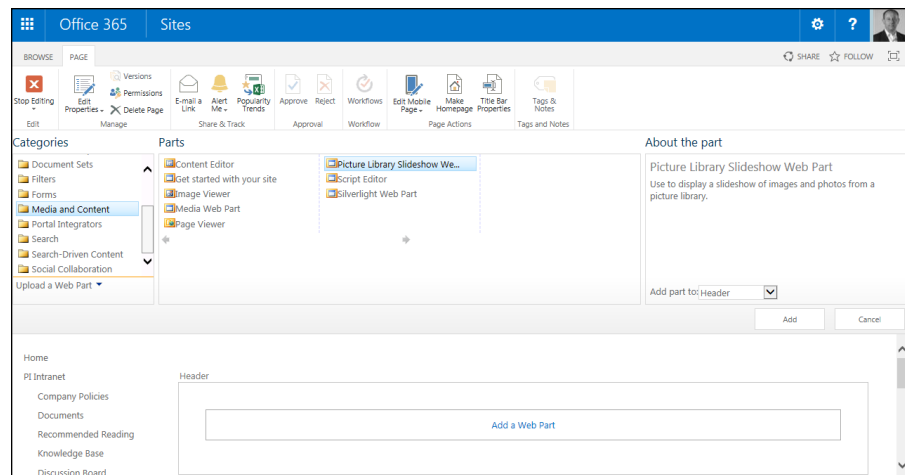 Office 365 Sites ?
BROWSE PAGE SHARE FOLLOW
Stop Editing
Edit Properties
Versions
Permissions
Delete Page
E-mail a Link
Alert Me
Popularity Trends
Approve
Reject
Workflows
Edit Mobile Page
Make Homepage
Title Bar Properties
Tags & Notes
Edit Manage Share & Track Approval Workflow Page Actions Tags and Notes
Categories
Document Sets
Filters
Forms
Media and Content
Portal Integrators
Search
Search-Driven Content
Social Collaboration
Upload a Web Part
Parts
Content Editor
Get started with your site
Image Viewer
Media Web Part
Page Viewer
Picture Library Slideshow We...
Script Editor
Silverlight Web Part
About the part
Picture Library Slideshow Web Part
Use to display a slideshow of images and photos from a
picture library.
Add part to: Header
Add Cancel
Home
PI Intranet
Company Policies
Documents
Recommended Reading
Knowledge Base
Discussion Board
Header
Add a Web Part